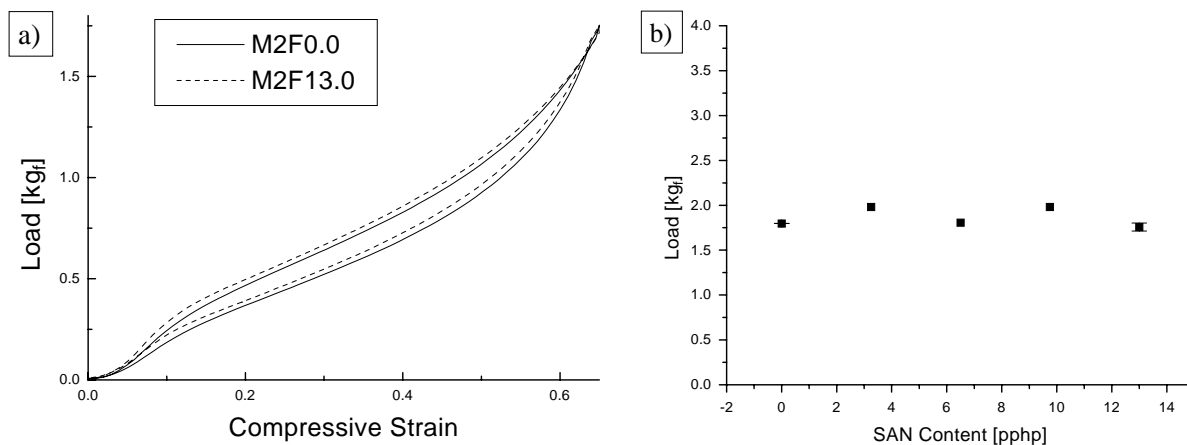 a)
M2F0.0
M2F13.0
1.5
1.0
0.5
0.0
Load [kgf]
0.0 0.2 0.4 0.6
Compressive Strain
b)
4.0
3.5
3.0
2.5
2.0
1.5
1.0
0.5
0.0
Load [kgf]
-2 0 2 4 6 8 10 12 14
SAN Content [pphp]